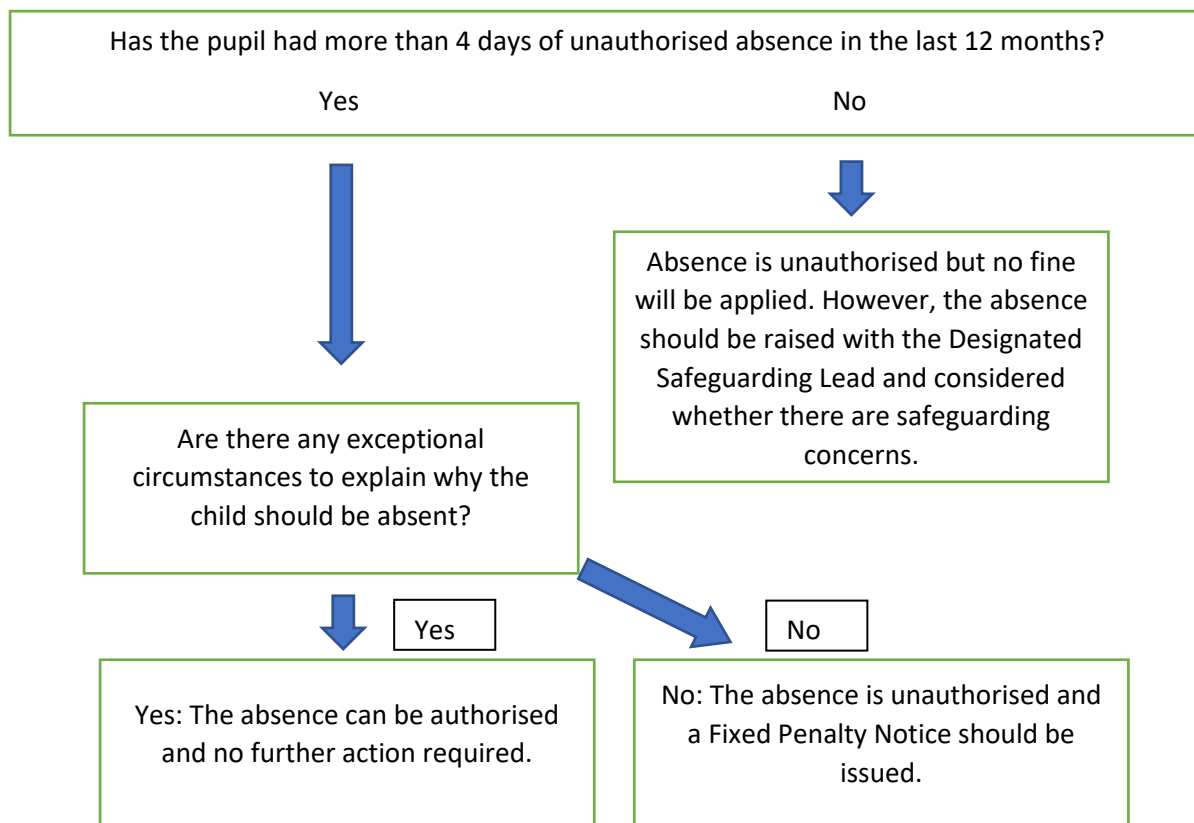 Has the pupil had more than 4 days of unauthorised absence in the last 12 months?
Yes
No
Absence is unauthorised but no fine
will be applied. However, the absence
should be raised with the Designated
Safeguarding Lead and considered
whether there are safeguarding
concerns.
Are there any exceptional
circumstances to explain why the
child should be absent?
Yes
No
Yes: The absence can be authorised
and no further action required.
No: The absence is unauthorised and
a Fixed Penalty Notice should be
issued.